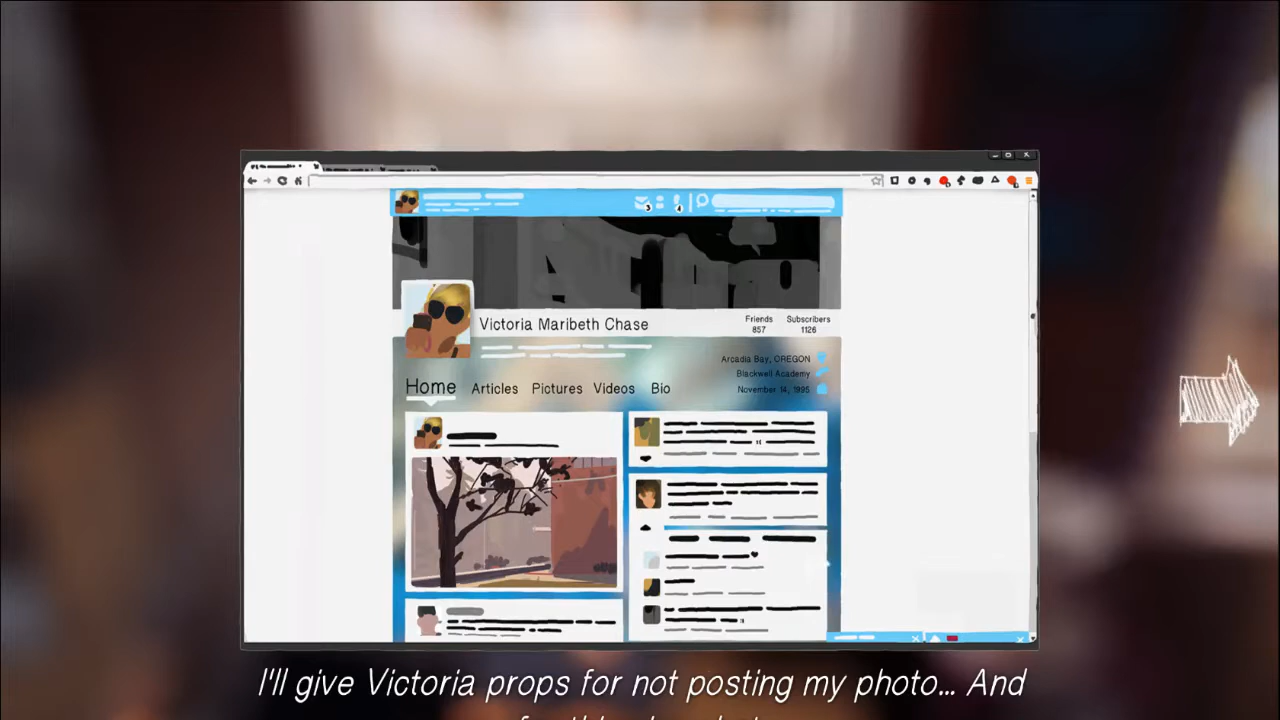 Victoria Maribeth Chase
Friends
857
Subscribers
1126
Arcadia Bay, OREGON
Blackwell Academy
November 14, 1995
Home Articles Pictures Videos Bio
I'll give Victoria props for not posting my photo... And